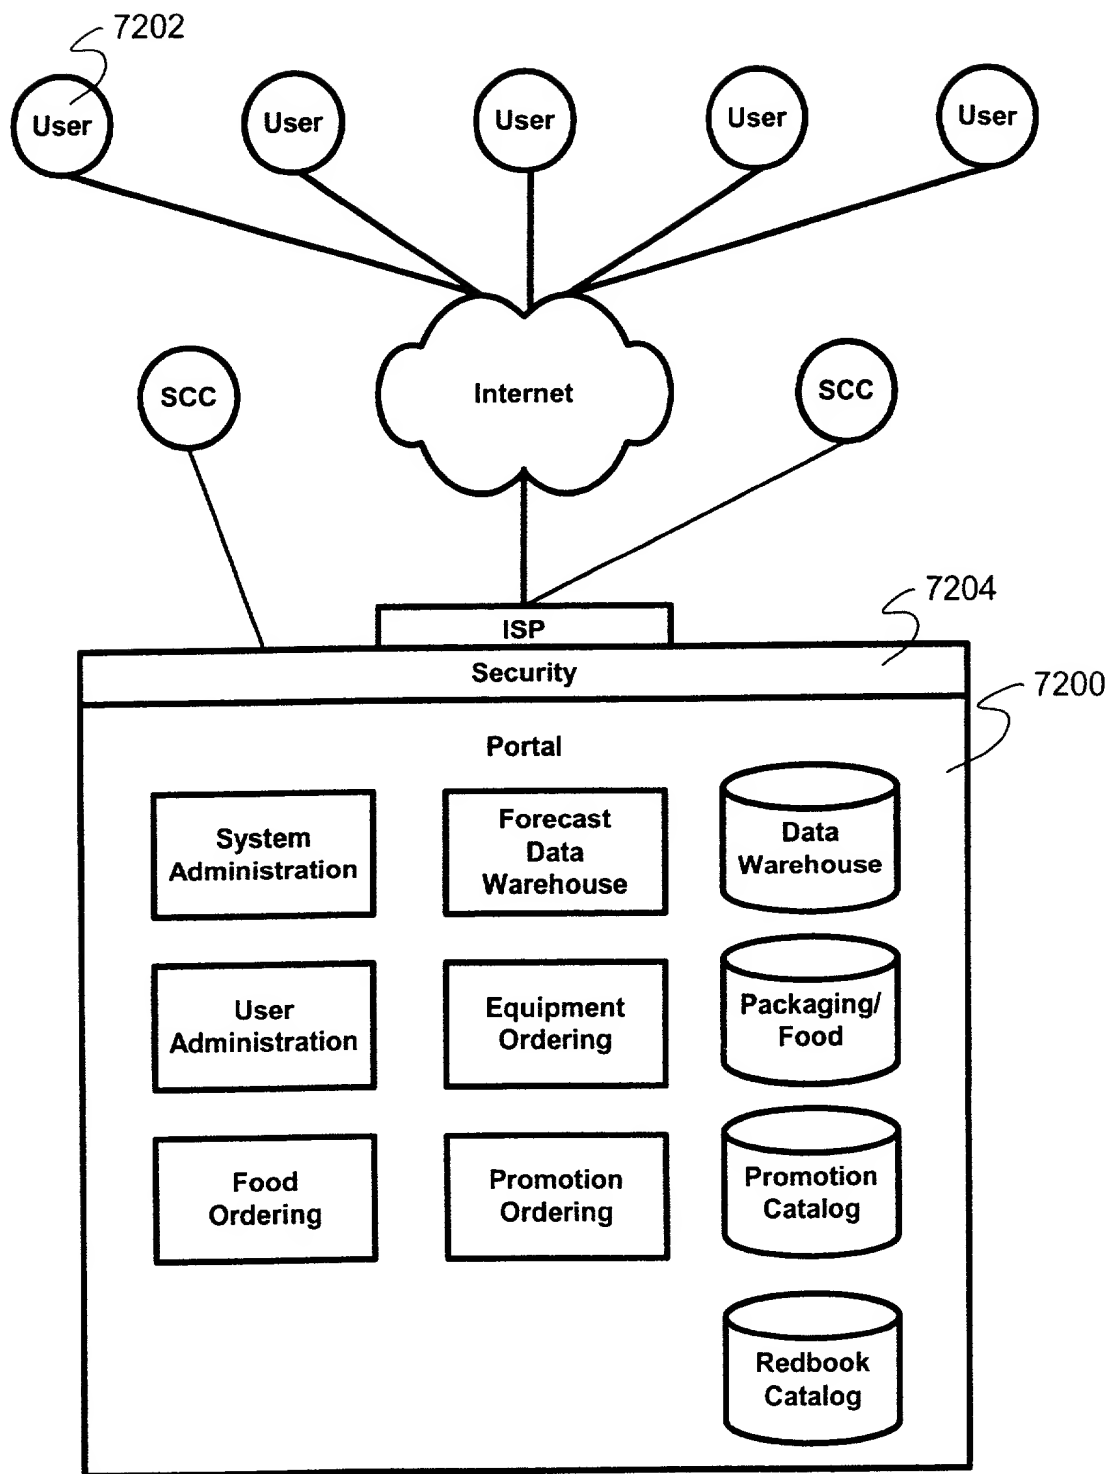 7202
User
User
User
User
User
SCC
Internet
SCC
7204
ISP
Security
7200
Portal
System
Administration
Forecast
Data
Warehouse
Data
Warehouse
User
Administration
Equipment
Ordering
Packaging/
Food
Food
Ordering
Promotion
Ordering
Promotion
Catalog
Redbook
Catalog